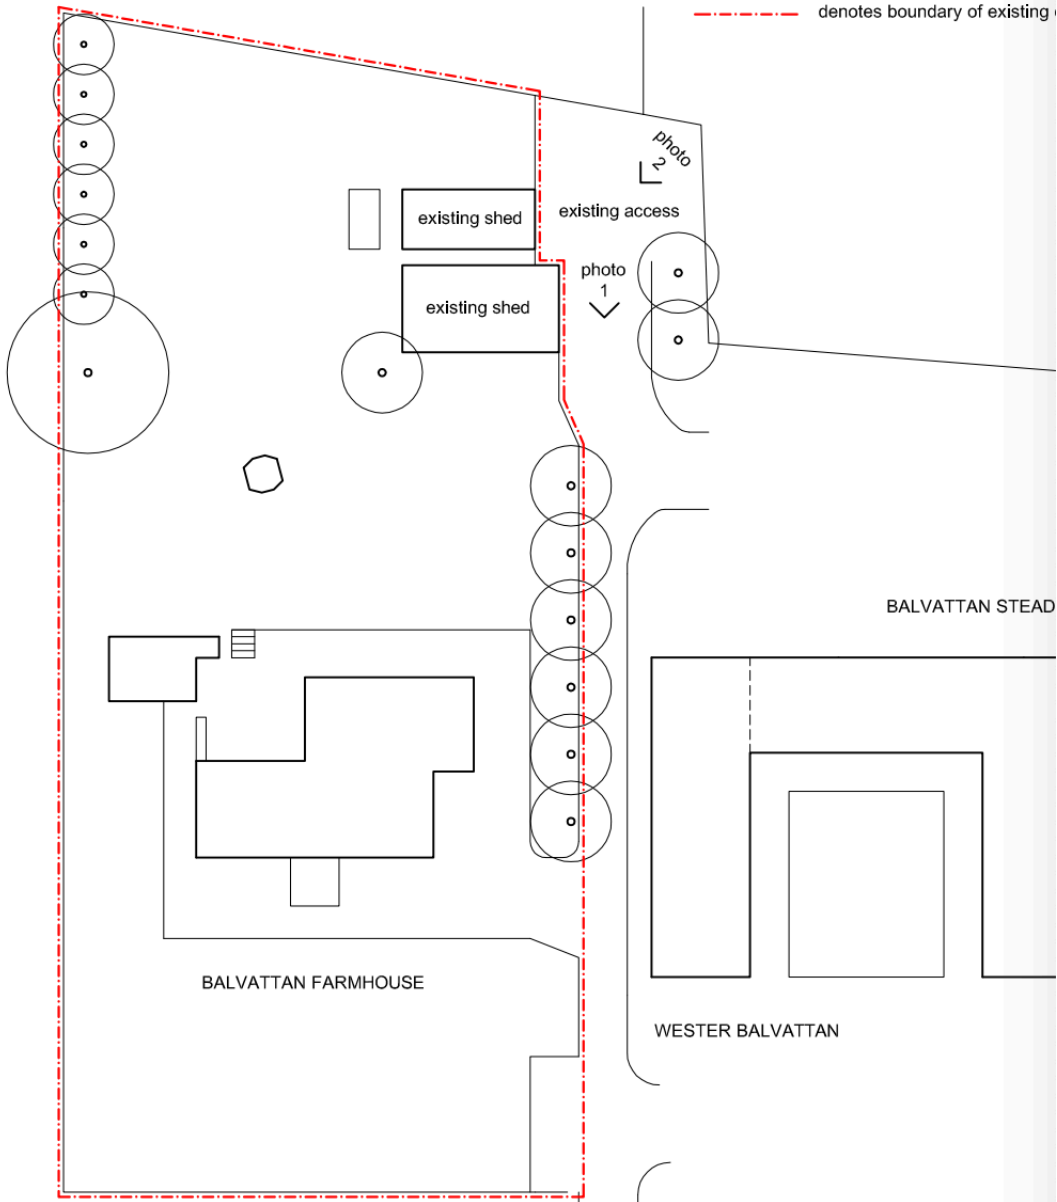 denotes boundary of existing
photo
2
existing access
existing shed
photo
1
existing shed
BALVATTAN STEAD
BALVATTAN FARMHOUSE
WESTER BALVATTAN